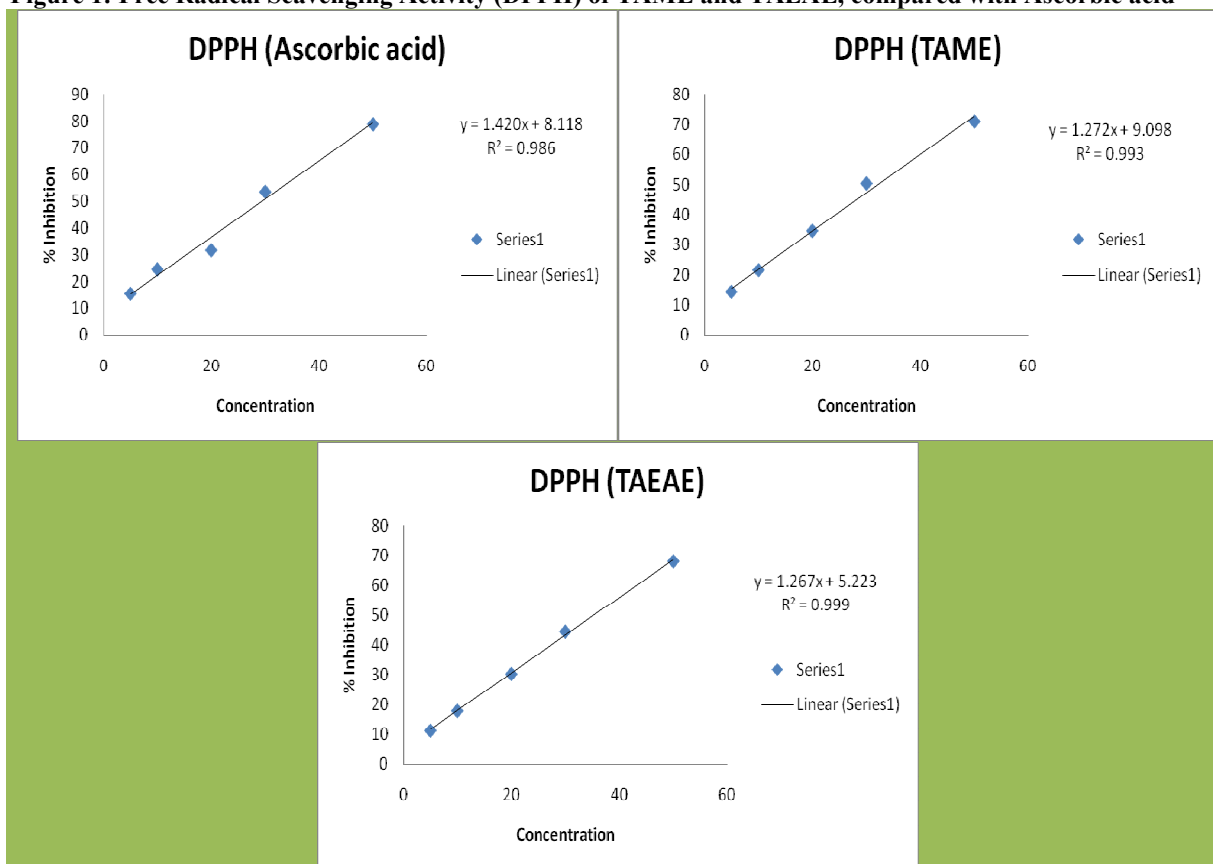 Figure 1: Free Radical Scavenging Activity (DPPH) of TAME and TAEAE, compared with Ascorbic acid
DPPH (Ascorbic acid)
90
80
70
60
50
40
30
20
10
0
0 20 40 60
% Inhibition
Concentration
y = 1.420x + 8.118
R² = 0.986
Series1
Linear (Series1)
DPPH (TAME)
80
70
60
50
40
30
20
10
0
0 20 40 60
% Inhibition
Concentration
y = 1.272x + 9.098
R² = 0.993
Series1
Linear (Series1)
DPPH (TAEAE)
80
70
60
50
40
30
20
10
0
0 20 40 60
% Inhibition
Concentration
y = 1.267x + 5.223
R² = 0.999
Series1
Linear (Series1)